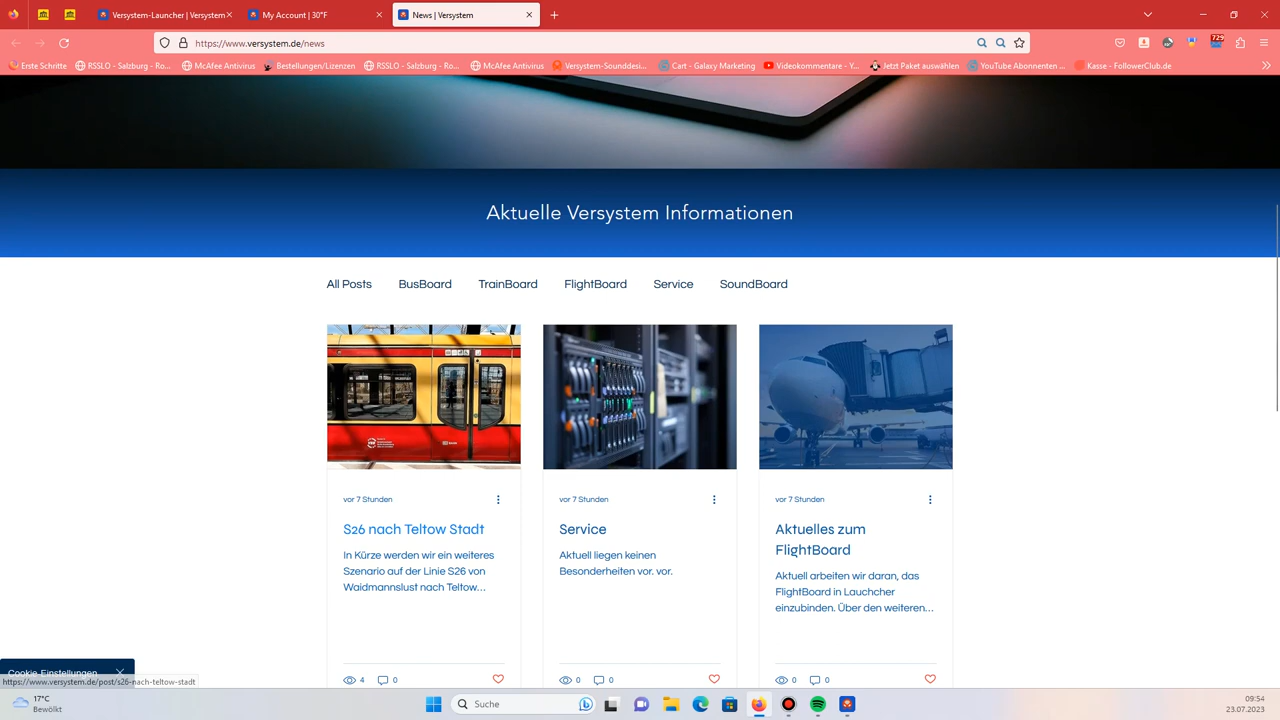 Versystem-Launcher | Versystem
My Account | 30°F
News | Versystem
https://www.versystem.de/news
729
Erste Schritte
RSSLO - Salzburg - Ro...
McAfee Antivirus
Bestellungen/Lizenzen
RSSLO - Salzburg - Ro...
McAfee Antivirus
Versystem-Sounddesi...
Cart - Galaxy Marketing
Videokommentare - Y...
Jetzt Paket auswählen
YouTube Abonnenten ...
Kasse - FollowerClub.de
Aktuelle Versystem Informationen
All Posts
BusBoard
TrainBoard
FlightBoard
Service
SoundBoard
vor 7 Stunden
S26 nach Teltow Stadt
In Kürze werden wir ein weiteres
Szenario auf der Linie S26 von
Waidmannslust nach Teltow...
4
0
vor 7 Stunden
Service
Aktuell liegen keinen
Besonderheiten vor. vor.
0
0
vor 7 Stunden
Aktuelles zum
FlightBoard
Aktuell arbeiten wir daran, das
FlightBoard in Lauchcher
einzubinden. Über den weiteren...
0
0
Cookie Einstellungen
https://www.versystem.de/post/s26-nach-teltow-stadt
17°C
Bewölkt
Suche
09:54
23.07.2023